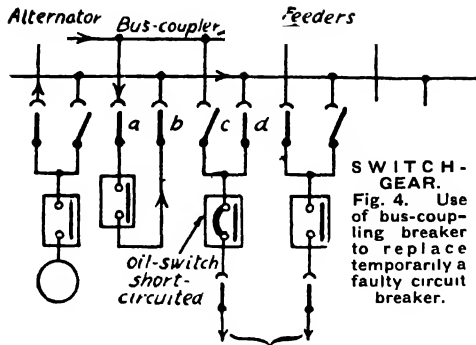 Alternator
Bus-coupler
Feeders
a
b
c
d
oil-switch
short-
circuited
SWITCH-
GEAR.
Fig. 4. Use
of bus-coup-
ling breaker
to replace
temporarily a
faulty circuit
breaker.